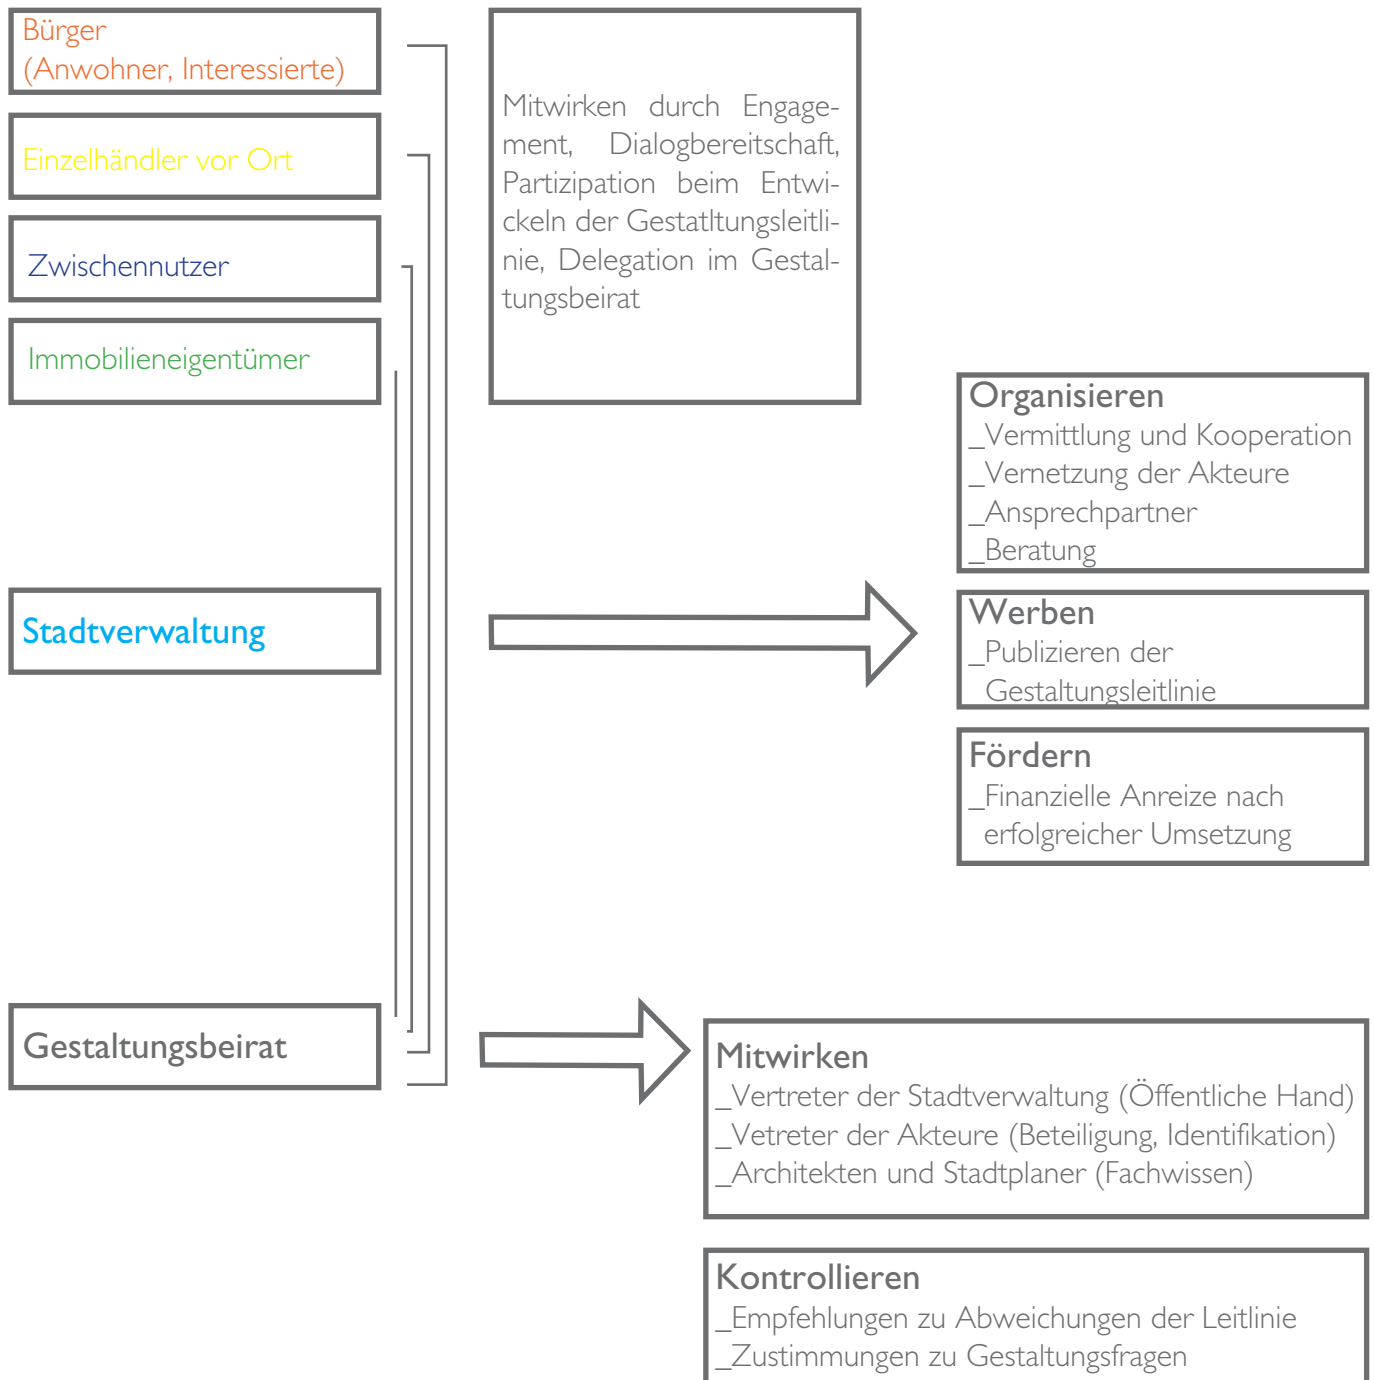 Bürger
(Anwohner, Interessierte)
Einzelhändler vor Ort
Zwischennutzer
Immobilieneigentümer
Mitwirken durch Engage-
ment, Dialogbereitschaft,
Partizipation beim Entwi-
ckeln der Gestatltungsleitli-
nie, Delegation im Gestal-
tungsbeirat
Organisieren
_Vermittlung und Kooperation
_Vernetzung der Akteure
_Ansprechpartner
_Beratung
Stadtverwaltung
Werben
_Publizieren der
Gestaltungsleitlinie
Fördern
_Finanzielle Anreize nach
erfolgreicher Umsetzung
Gestaltungsbeirat
Mitwirken
_Vertreter der Stadtverwaltung (Öffentliche Hand)
_Vetreter der Akteure (Beteiligung, Identifikation)
_Architekten und Stadtplaner (Fachwissen)
Kontrollieren
_Empfehlungen zu Abweichungen der Leitlinie
_Zustimmungen zu Gestaltungsfragen